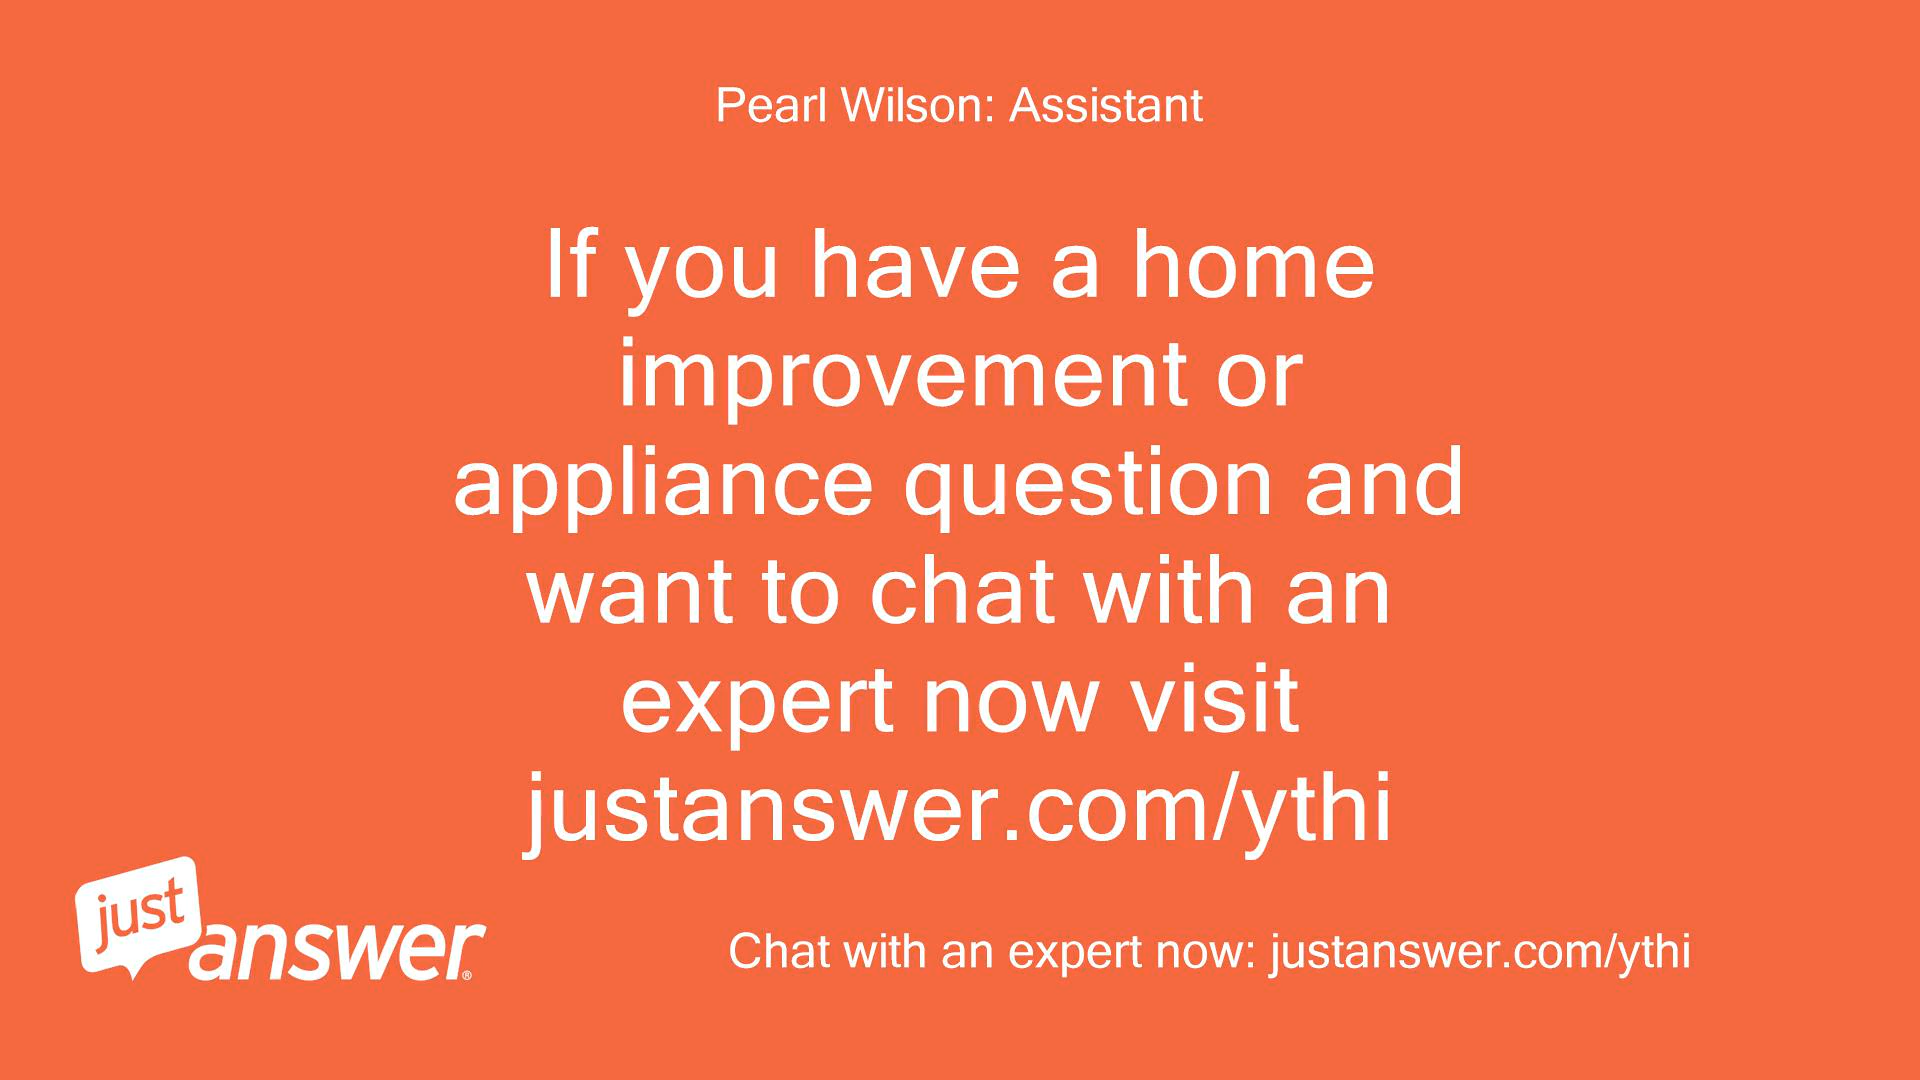 Pearl Wilson: Assistant
If you have a home
improvement or
appliance question and
want to chat with an
expert now visit
justanswer.com/ythi
just
answer®
Chat with an expert now: justanswer.com/ythi